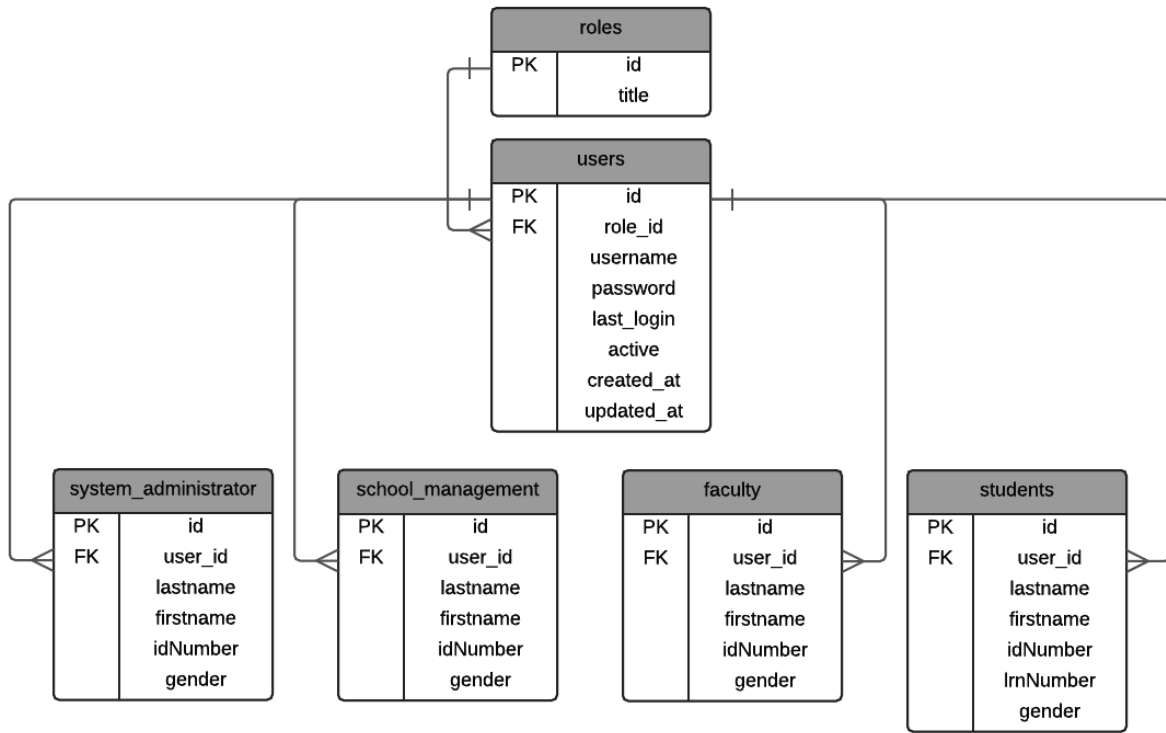 roles
PK id
title
users
PK id
FK role_id
username
password
last_login
active
created_at
updated_at
system_administrator
PK id
FK user_id
lastname
firstname
idNumber
gender
school_management
PK id
FK user_id
lastname
firstname
idNumber
gender
faculty
PK id
FK user_id
lastname
firstname
idNumber
gender
students
PK id
FK user_id
lastname
firstname
idNumber
lrnNumber
gender